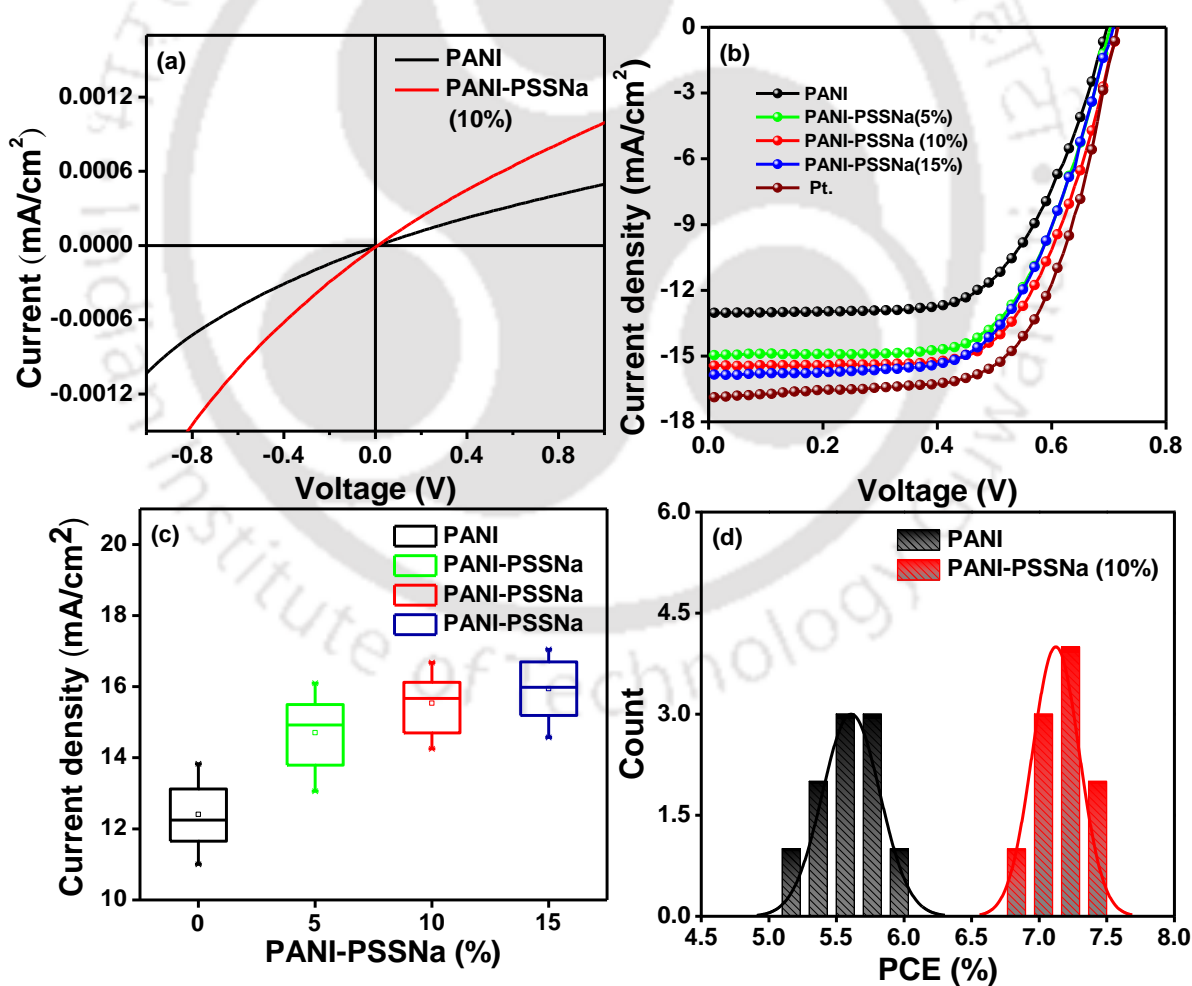 (a)
PANI
PANI-PSSNa
(10%)
0.0012
0.0006
0.0000
-0.0006
-0.0012
Current (mA/cm²)
-0.8 -0.4 0.0 0.4 0.8
Voltage (V)
(b)
PANI
PANI-PSSNa(5%)
PANI-PSSNa (10%)
PANI-PSSNa(15%)
Pt.
0
-3
-6
-9
-12
-15
-18
Current density (mA/cm²)
0.0 0.2 0.4 0.6 0.8
Voltage (V)
(c)
PANI
PANI-PSSNa
PANI-PSSNa
PANI-PSSNa
20
18
16
14
12
10
Current density (mA/cm²)
0 5 10 15
PANI-PSSNa (%)
(d)
PANI
PANI-PSSNa (10%)
6.0
4.5
3.0
1.5
0.0
Count
4.5 5.0 5.5 6.0 6.5 7.0 7.5 8.0
PCE (%)
Institute of Technology